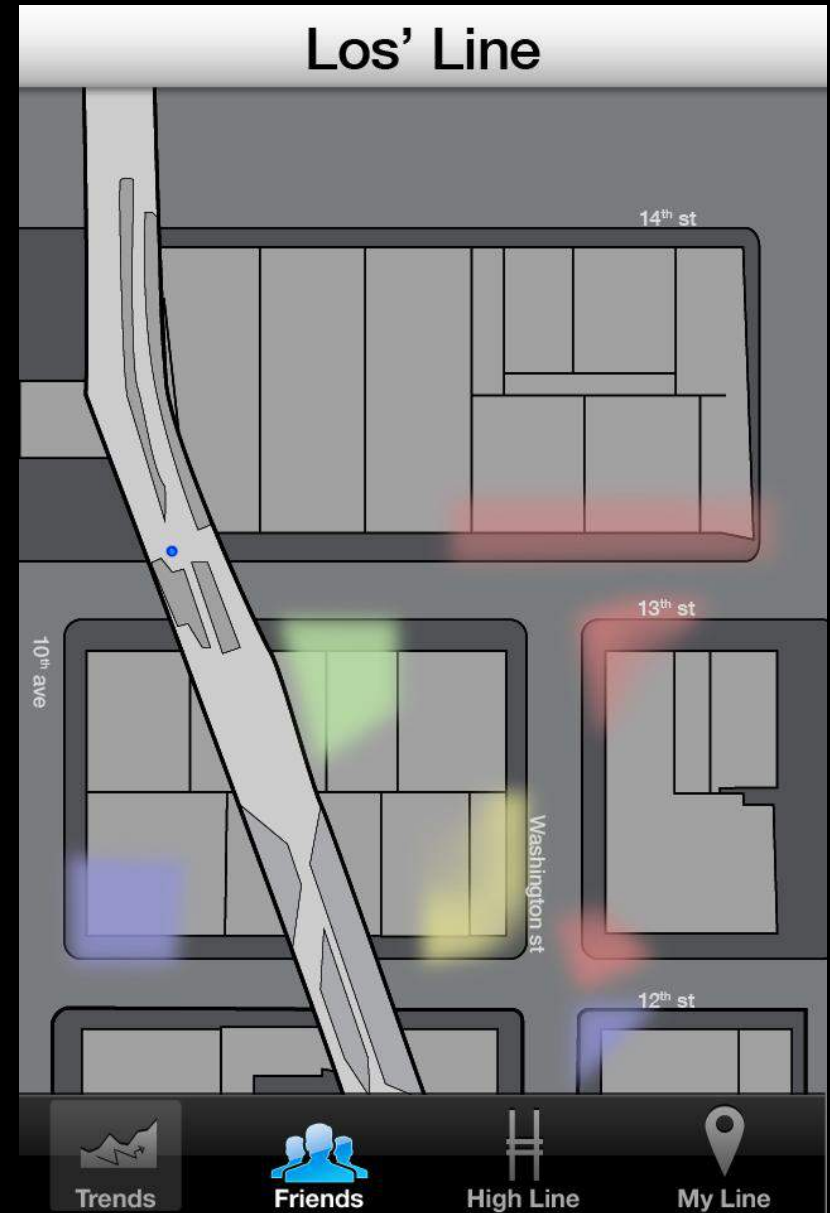 Los’ Line
14th st
13th st
10th ave
Washington st
12th st
Trends
Friends
High Line
My Line